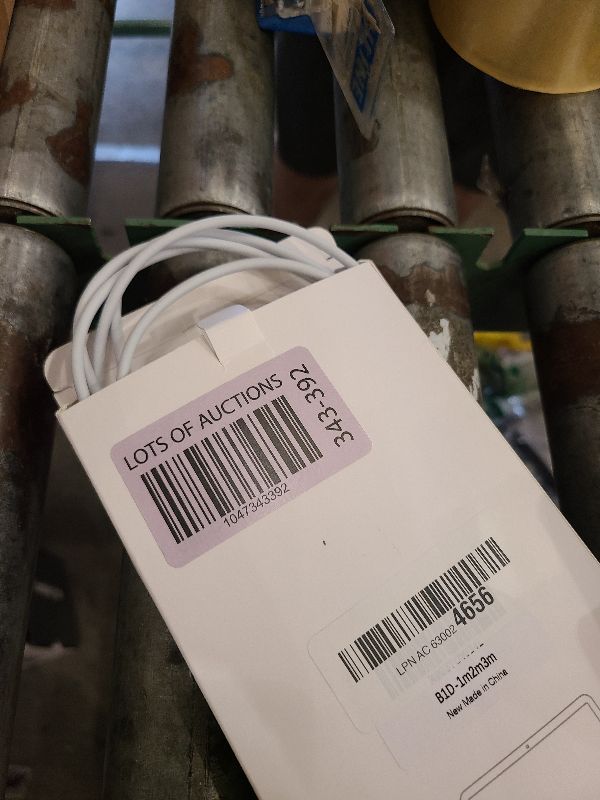 LOTS OF AUCTIONS
343-392
1047343392
LPN AC 63002 4656
B1D-1m2m3m
New Made in China